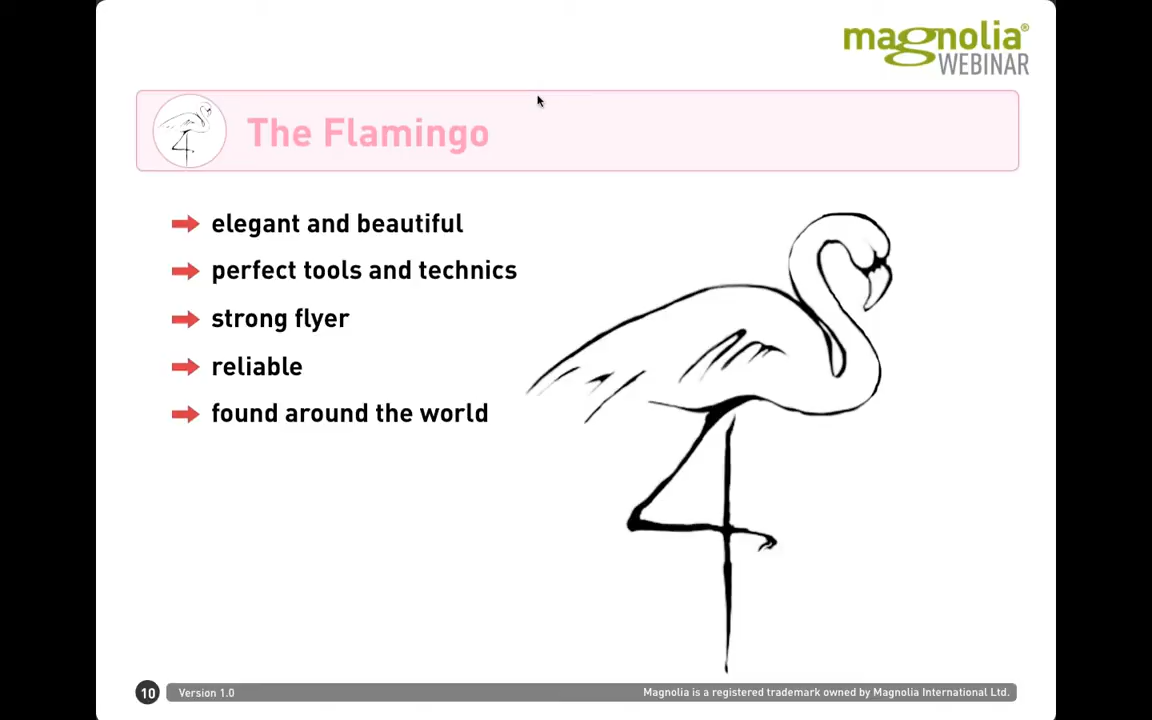 magnolia®
WEBINAR
The Flamingo
elegant and beautiful
perfect tools and technics
strong flyer
reliable
found around the world
10 Version 1.0 Magnolia is a registered trademark owned by Magnolia International Ltd.